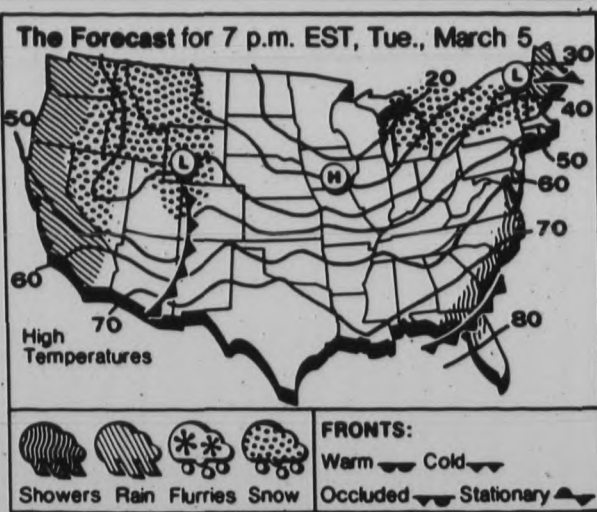 The Forecast for 7 p.m. EST, Tue., March 5
30
20
L
40
50
50
L
H
60
70
60
70
80
High
Temperatures
Showers Rain Flurries Snow
FRONTS:
Warm Cold
Occluded Stationary